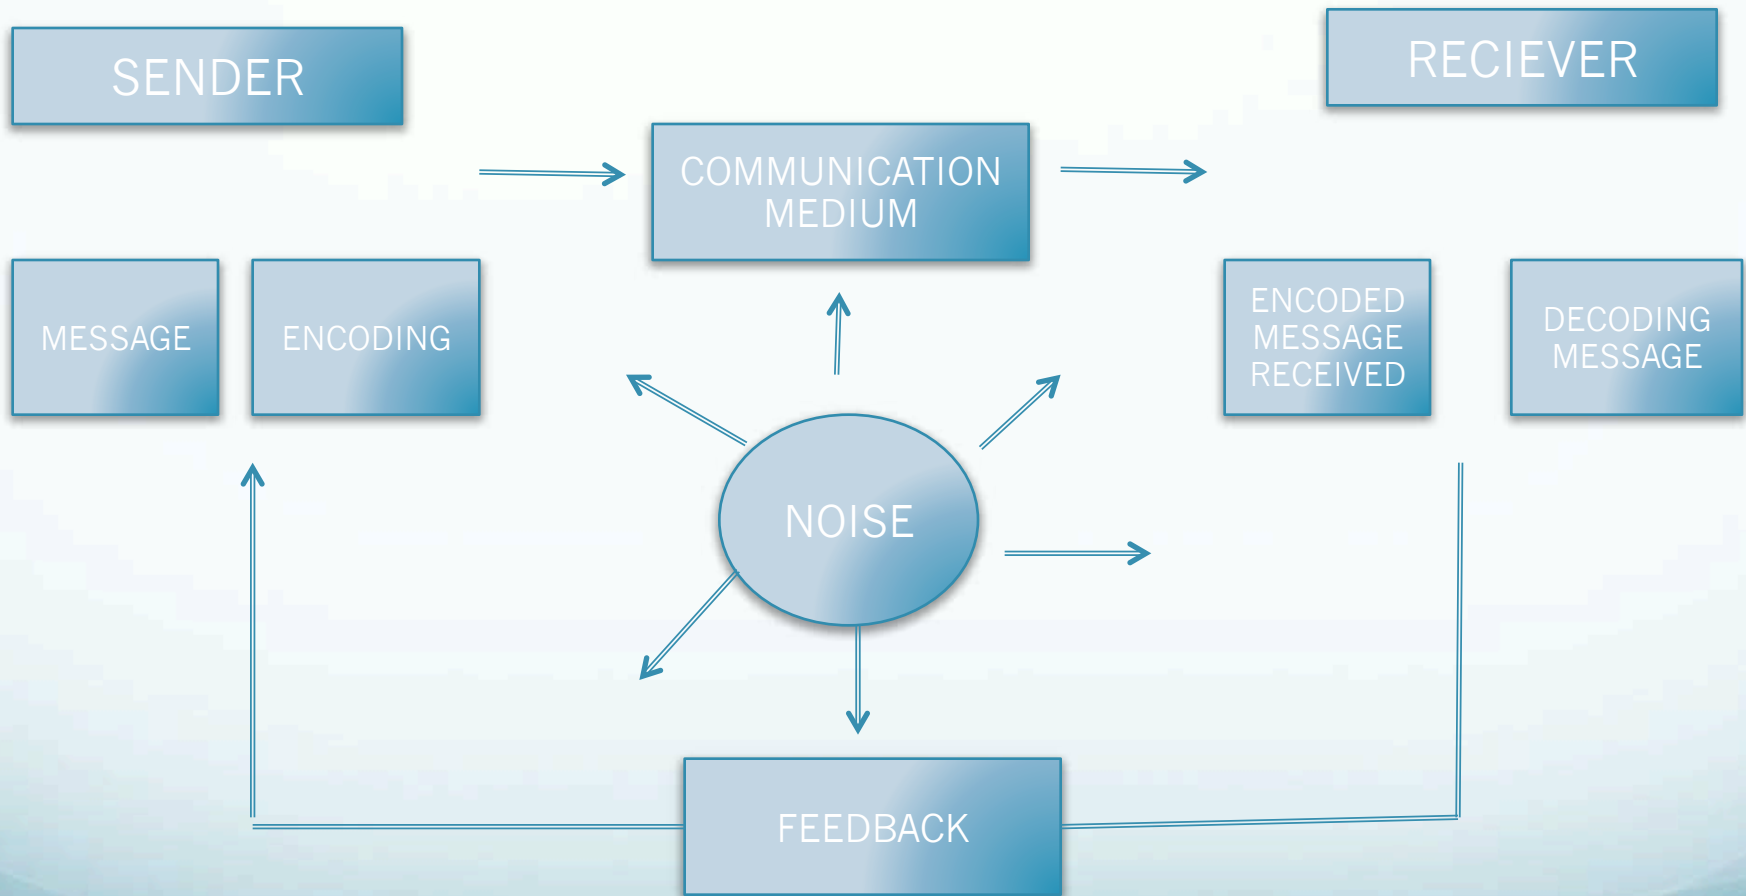 SENDER
RECIEVER
COMMUNICATION
MEDIUM
MESSAGE
ENCODING
ENCODED
MESSAGE
RECEIVED
DECODING
MESSAGE
NOISE
FEEDBACK